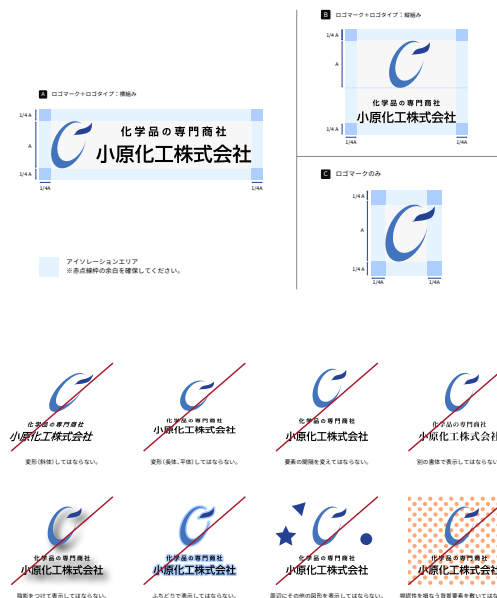 A ロゴマーク＋ロゴタイプ：横組み
1/4 A
A
1/4 A
化学品の専門商社
小原化工株式会社
1/4A
1/4A
アイソレーションエリア
※赤点線枠の余白を確保してください。
B ロゴマーク＋ロゴタイプ：縦組み
1/4 A
A
1/4 A
化学品の専門商社
小原化工株式会社
1/4A
1/4A
C ロゴマークのみ
1/4 A
A
1/4 A
1/4A
1/4A
化学品の専門商社
小原化工株式会社
変形（斜体）してはならない。
化学品の専門商社
小原化工株式会社
変形（長体、平体）してはならない。
化学品の専門商社
小原化工株式会社
要素の間隔を変えてはならない。
化学品の専門商社
小原化工株式会社
別の書体で表示してはならない。
化学品の専門商社
小原化工株式会社
陰影をつけて表示してはならない。
化学品の専門商社
小原化工株式会社
ふちどりで表示してはならない。
化学品の専門商社
小原化工株式会社
周辺にその他の図形を表示してはならない。
化学品の専門商社
小原化工株式会社
視認性を損なう背景要素を敷いては